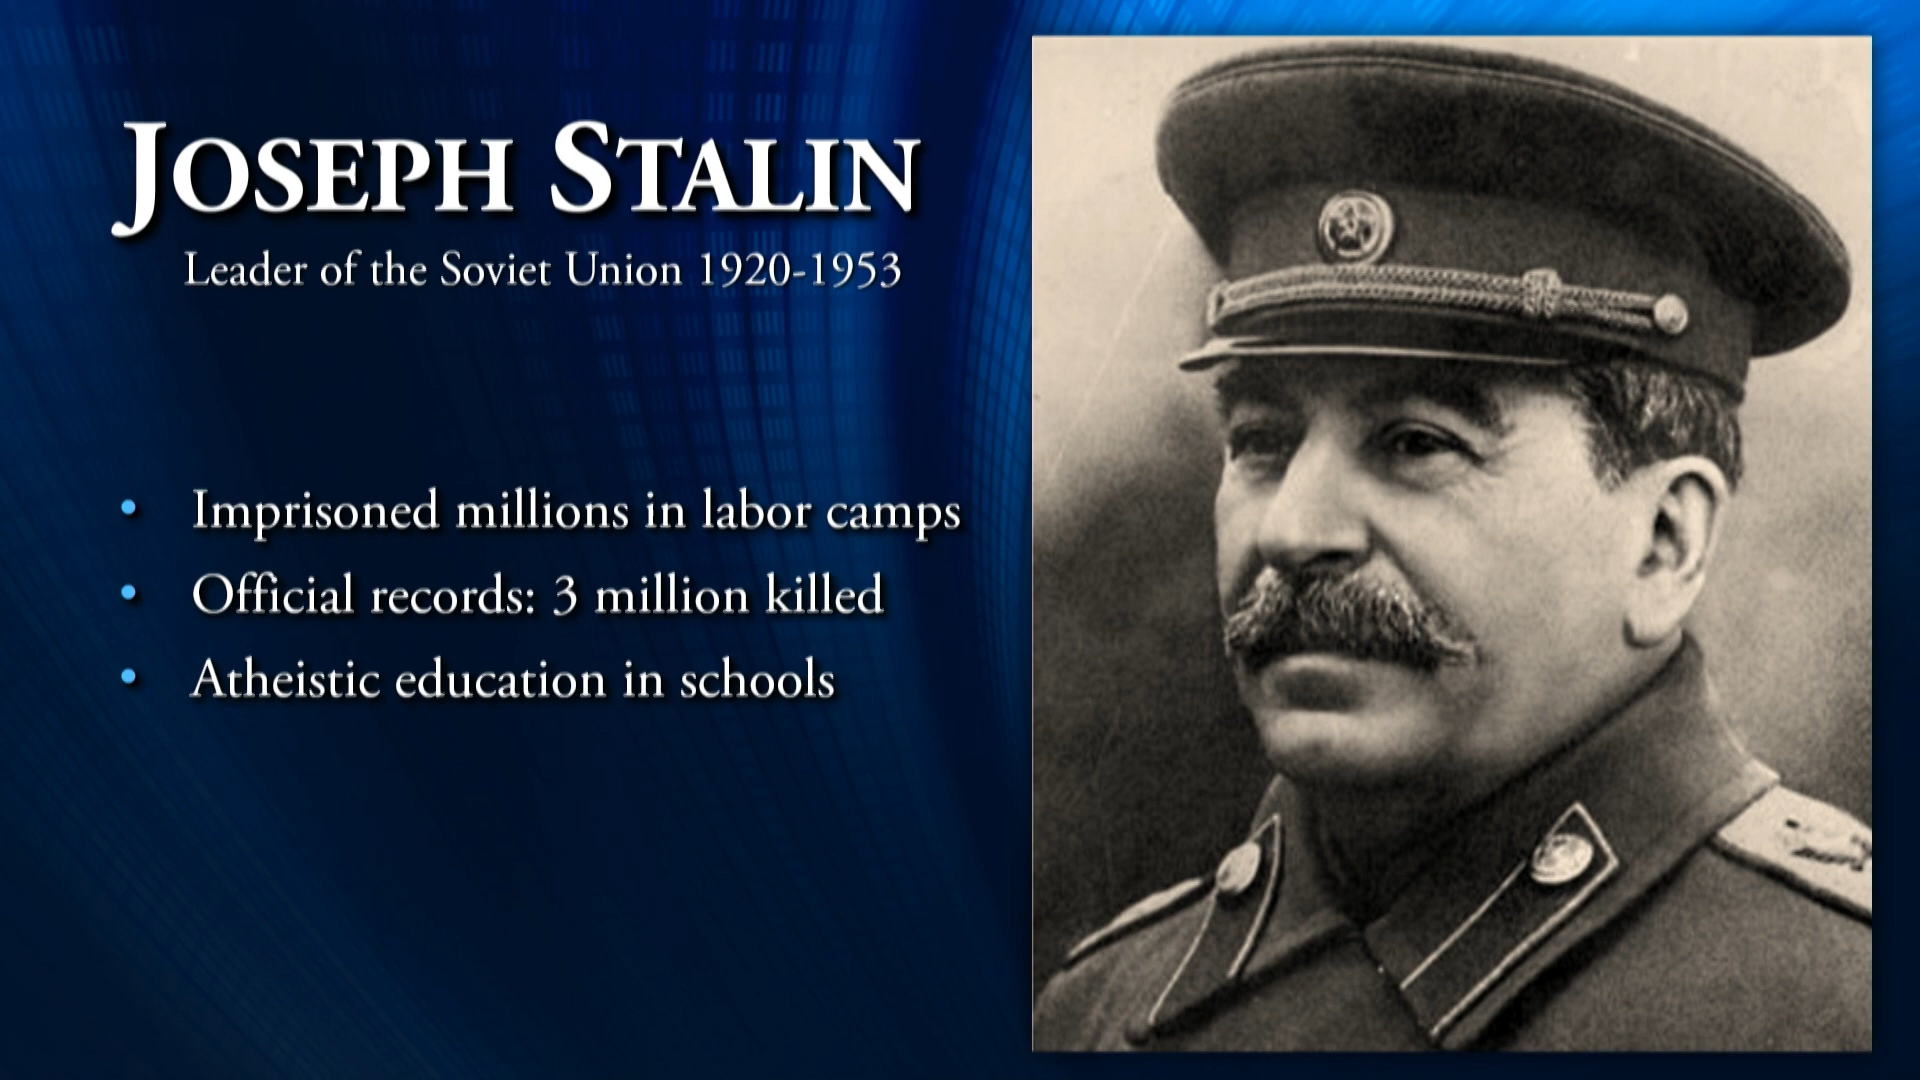 JOSEPH STALIN
Leader of the Soviet Union 1920-1953
• Imprisoned millions in labor camps
• Official records: 3 million killed
• Atheistic education in schools